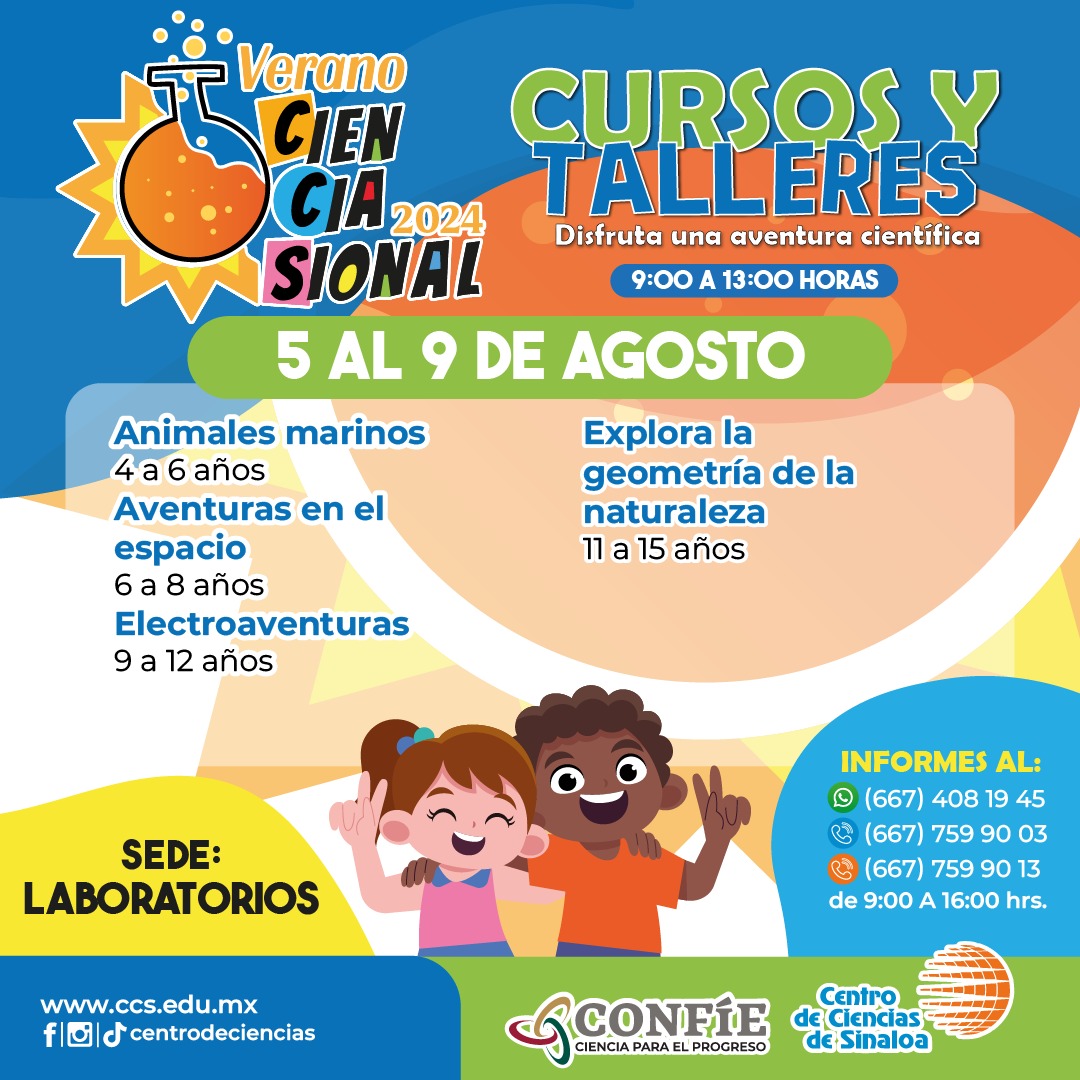 Verano
CIEN
CIA
2024
SIONAL
CURSOS Y
TALLERES
Disfruta una aventura científica
9:00 A 13:00 HORAS
5 AL 9 DE AGOSTO
Animales marinos
4 a 6 años
Aventuras en el
espacio
6 a 8 años
Electroaventuras
9 a 12 años
Explora la
geometría de la
naturaleza
11 a 15 años
SEDE:
LABORATORIOS
INFORMES AL:
(667) 408 19 45
(667) 759 90 03
(667) 759 90 13
de 9:00 A 16:00 hrs.
www.ccs.edu.mx
centrodeciencias
CONFÍE
CIENCIA PARA EL PROGRESO
Centro
de Ciencias
de Sinaloa